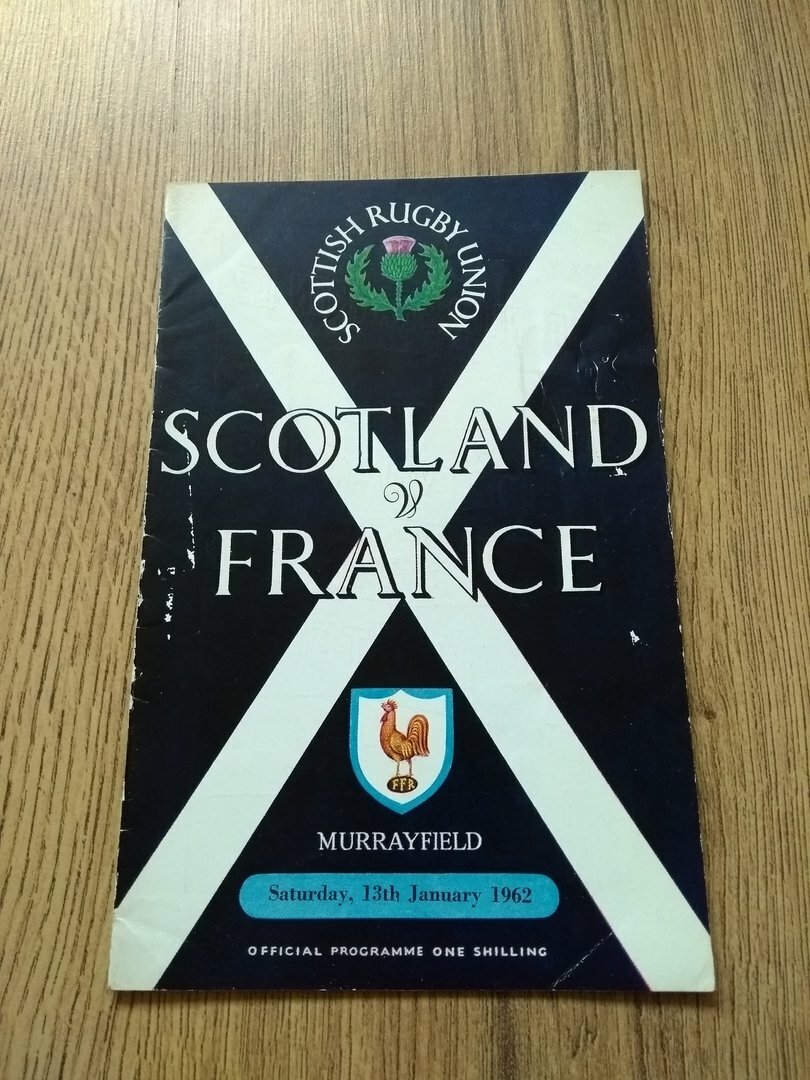 SCOTTISH RUGBY UNION
SCOTLAND
v
FRANCE
FFR
MURRAYFIELD
Saturday, 13th January 1962
OFFICIAL PROGRAMME ONE SHILLING